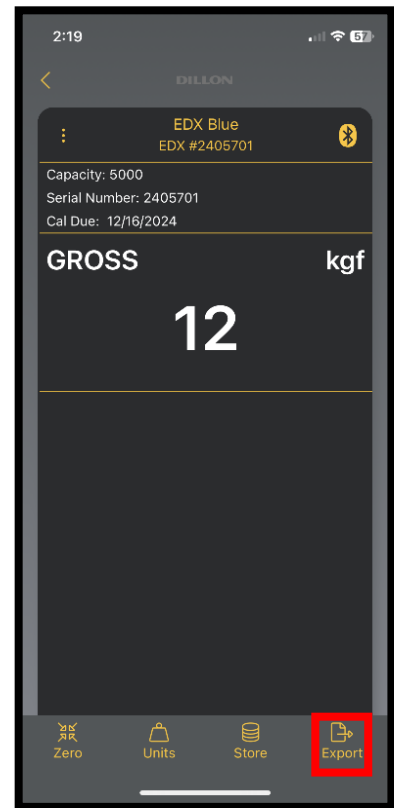 2:19
57
DILLON
EDX Blue
EDX #2405701
Capacity: 5000
Serial Number: 2405701
Cal Due: 12/16/2024
GROSS kgf
12
Zero Units Store Export